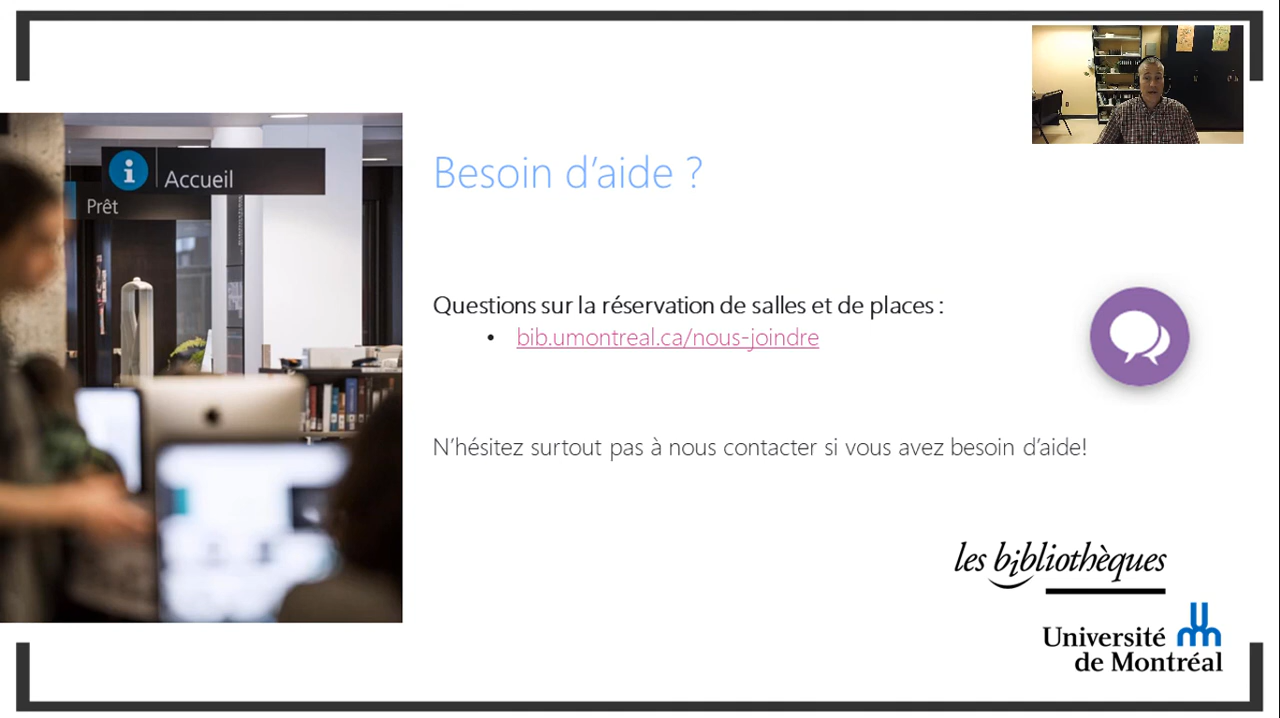 Accueil
Prêt
Besoin d’aide ?
Questions sur la réservation de salles et de places :
• bib.umontreal.ca/nous-joindre
N’hésitez surtout pas à nous contacter si vous avez besoin d’aide!
les bibliothèques
Université
de Montréal